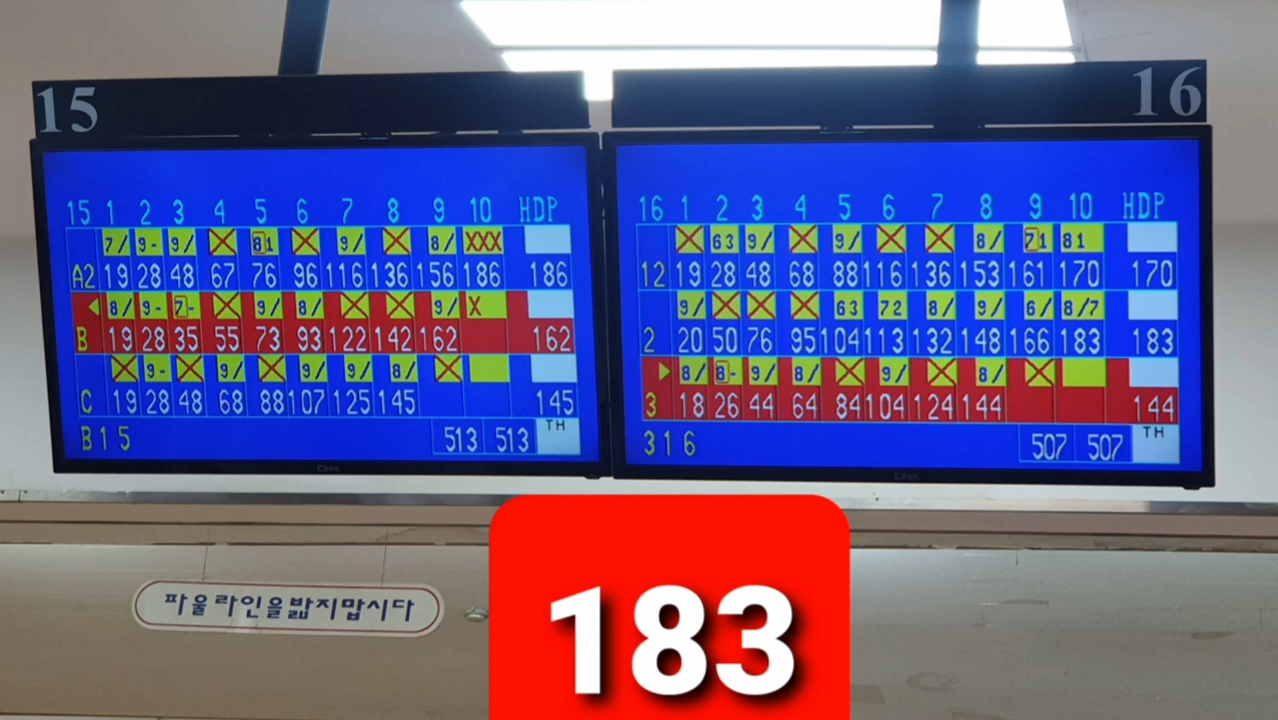 15
16
15 1 2 3 4 5 6 7 8 9 10 HDP
7/ 9- 9/ X 81 X 9/ X 8/ XXX
A2 19 28 48 67 76 96 116 136 156 186 186
8/ 9- 7- X 9/ 8/ X X 9/ X
B 19 28 35 55 73 93 122 142 162 162
X 9- X 9/ X 9/ 9/ 8/ X
C 19 28 48 68 88 107 125 145 145
B15 513 513 TH
16 1 2 3 4 5 6 7 8 9 10 HDP
X 63 9/ X 9/ X X 8/ 71 81
12 19 28 48 68 88 116 136 153 161 170 170
9/ X X X 63 72 8/ 9/ 6/ 8/7
2 20 50 76 95 104 113 132 148 166 183 183
8/ 8- 9/ 8/ X 9/ X 8/ X
3 18 26 44 64 84 104 124 144 144
316 507 507 TH
파울라인을밟지맙시다
183